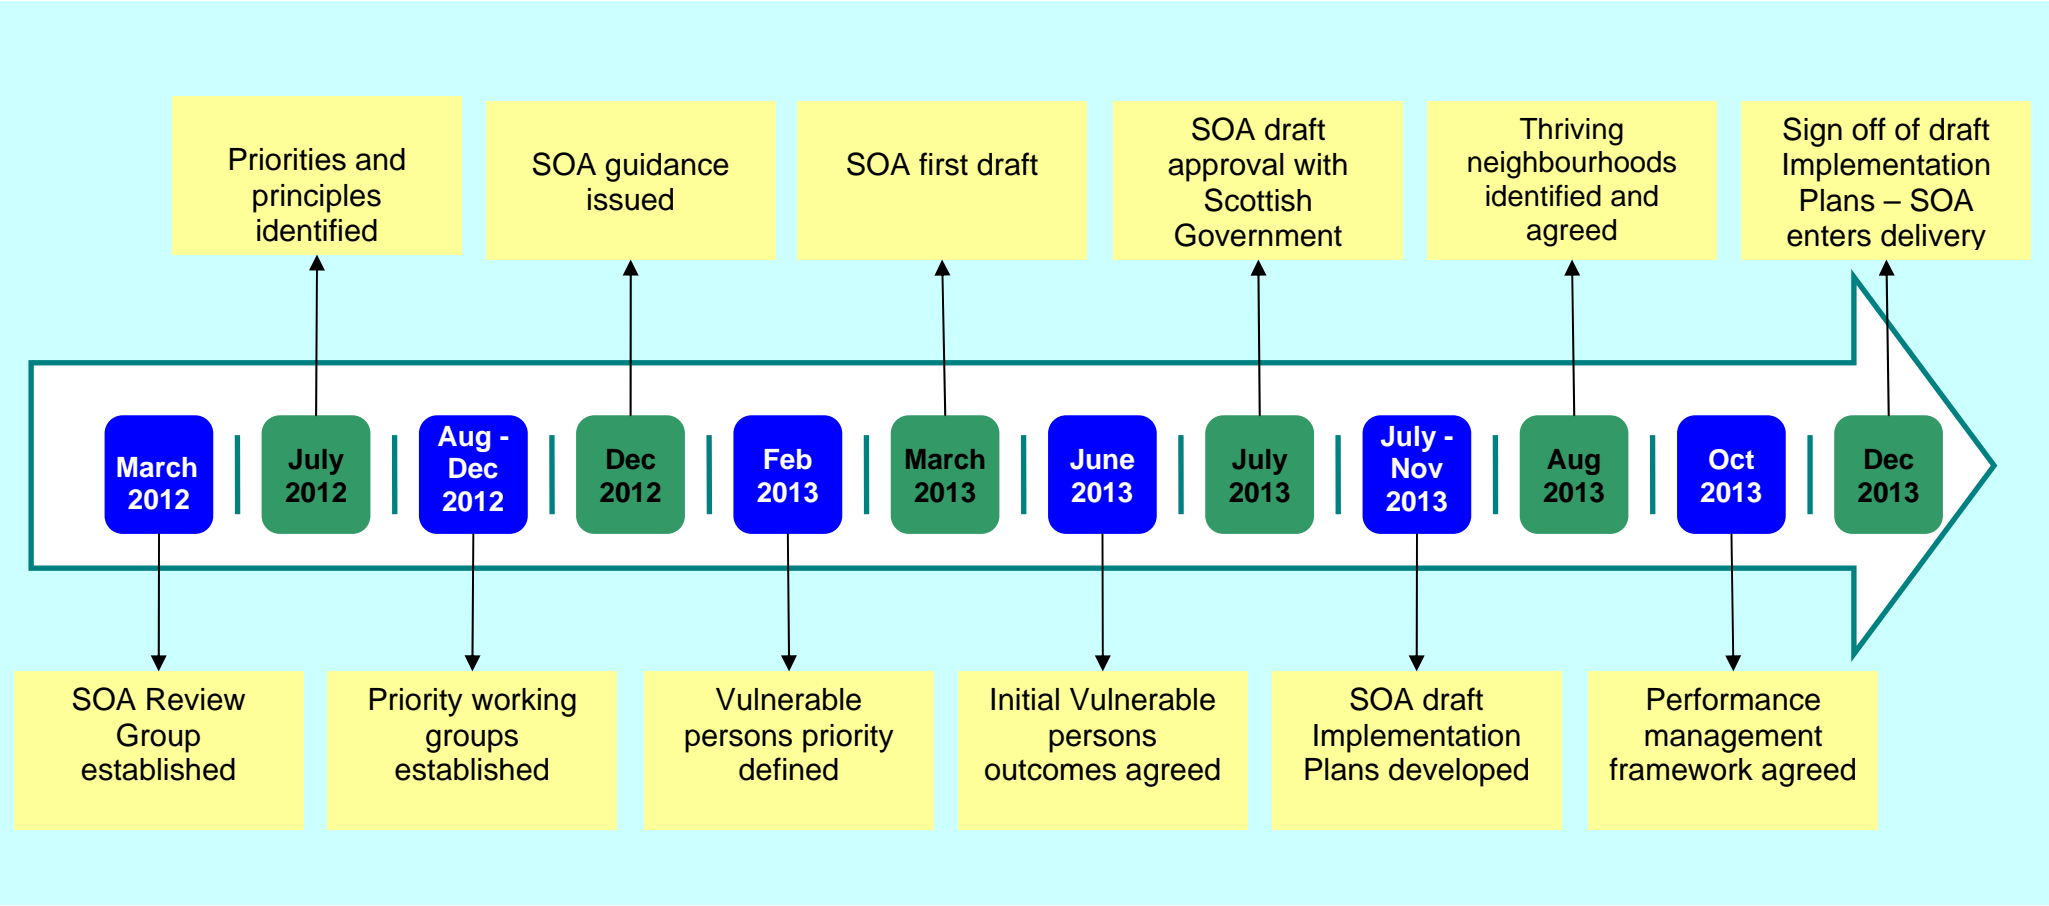 Priorities and
principles
identified
SOA guidance
issued
SOA first draft
SOA draft
approval with
Scottish
Government
Thriving
neighbourhoods
identified and
agreed
Sign off of draft
Implementation
Plans – SOA
enters delivery
March
2012
July
2012
Aug -
Dec
2012
Dec
2012
Feb
2013
March
2013
June
2013
July
2013
July -
Nov
2013
Aug
2013
Oct
2013
Dec
2013
SOA Review
Group
established
Priority working
groups
established
Vulnerable
persons priority
defined
Initial Vulnerable
persons
outcomes agreed
SOA draft
Implementation
Plans developed
Performance
management
framework agreed